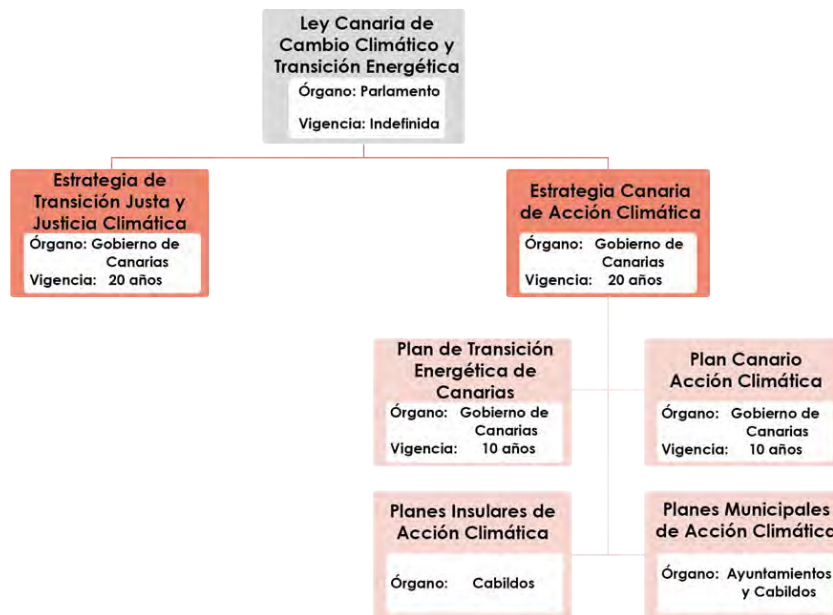 Ley Canaria de
Cambio Climático y
Transición Energética
Órgano: Parlamento
Vigencia: Indefinida
Estrategia de
Transición Justa y
Justicia Climática
Órgano: Gobierno de
Canarias
Vigencia: 20 años
Estrategia Canaria
de Acción Climática
Órgano: Gobierno de
Canarias
Vigencia: 20 años
Plan de Transición
Energética de
Canarias
Órgano: Gobierno de
Canarias
Vigencia: 10 años
Plan Canario
Acción Climática
Órgano: Gobierno de
Canarias
Vigencia: 10 años
Planes Insulares de
Acción Climática
Órgano: Cabildos
Planes Municipales
de Acción Climática
Órgano: Ayuntamientos
y Cabildos